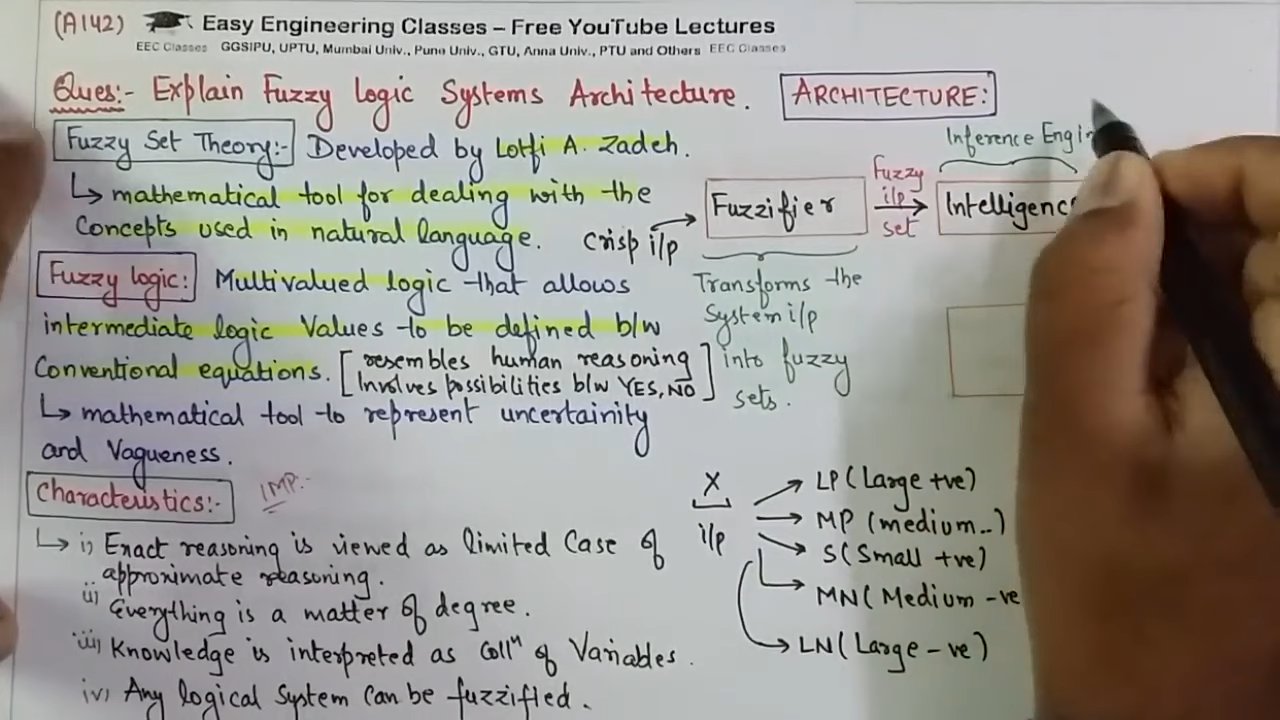 (A142) Easy Engineering Classes – Free YouTube Lectures
EEC Classes GGSIPU, UPTU, Mumbai Univ., Pune Univ., GTU, Anna Univ., PTU and Others EEC Classes
Ques:- Explain Fuzzy Logic Systems Architecture.
Fuzzy Set Theory:- Developed by Lotfi A. Zadeh.
↳ mathematical tool for dealing with the
Concepts used in natural language.
Fuzzy logic: Multivalued logic that allows
intermediate logic Values to be defined b/w
Conventional equations. [resembles human reasoning
Involves possibilities b/w YES, NO]
↳ mathematical tool to represent uncertainity
and Vagueness.
Characteristics:- IMP.-
↳ i) Exact reasoning is viewed as limited Case of
approximate reasoning.
ii) Everything is a matter of degree.
iii) Knowledge is interpreted as Collⁿ of Variables.
iv) Any logical System Can be fuzzified.
ARCHITECTURE:
Inference Engin
crisp i/p → Fuzzifier
Fuzzy
i/p
set
Intelligenc
Transforms the
System i/p
into fuzzy
sets.
X
i/p
LP (Large +ve)
MP (medium..)
S (Small +ve)
MN (Medium -ve
LN (Large -ve)